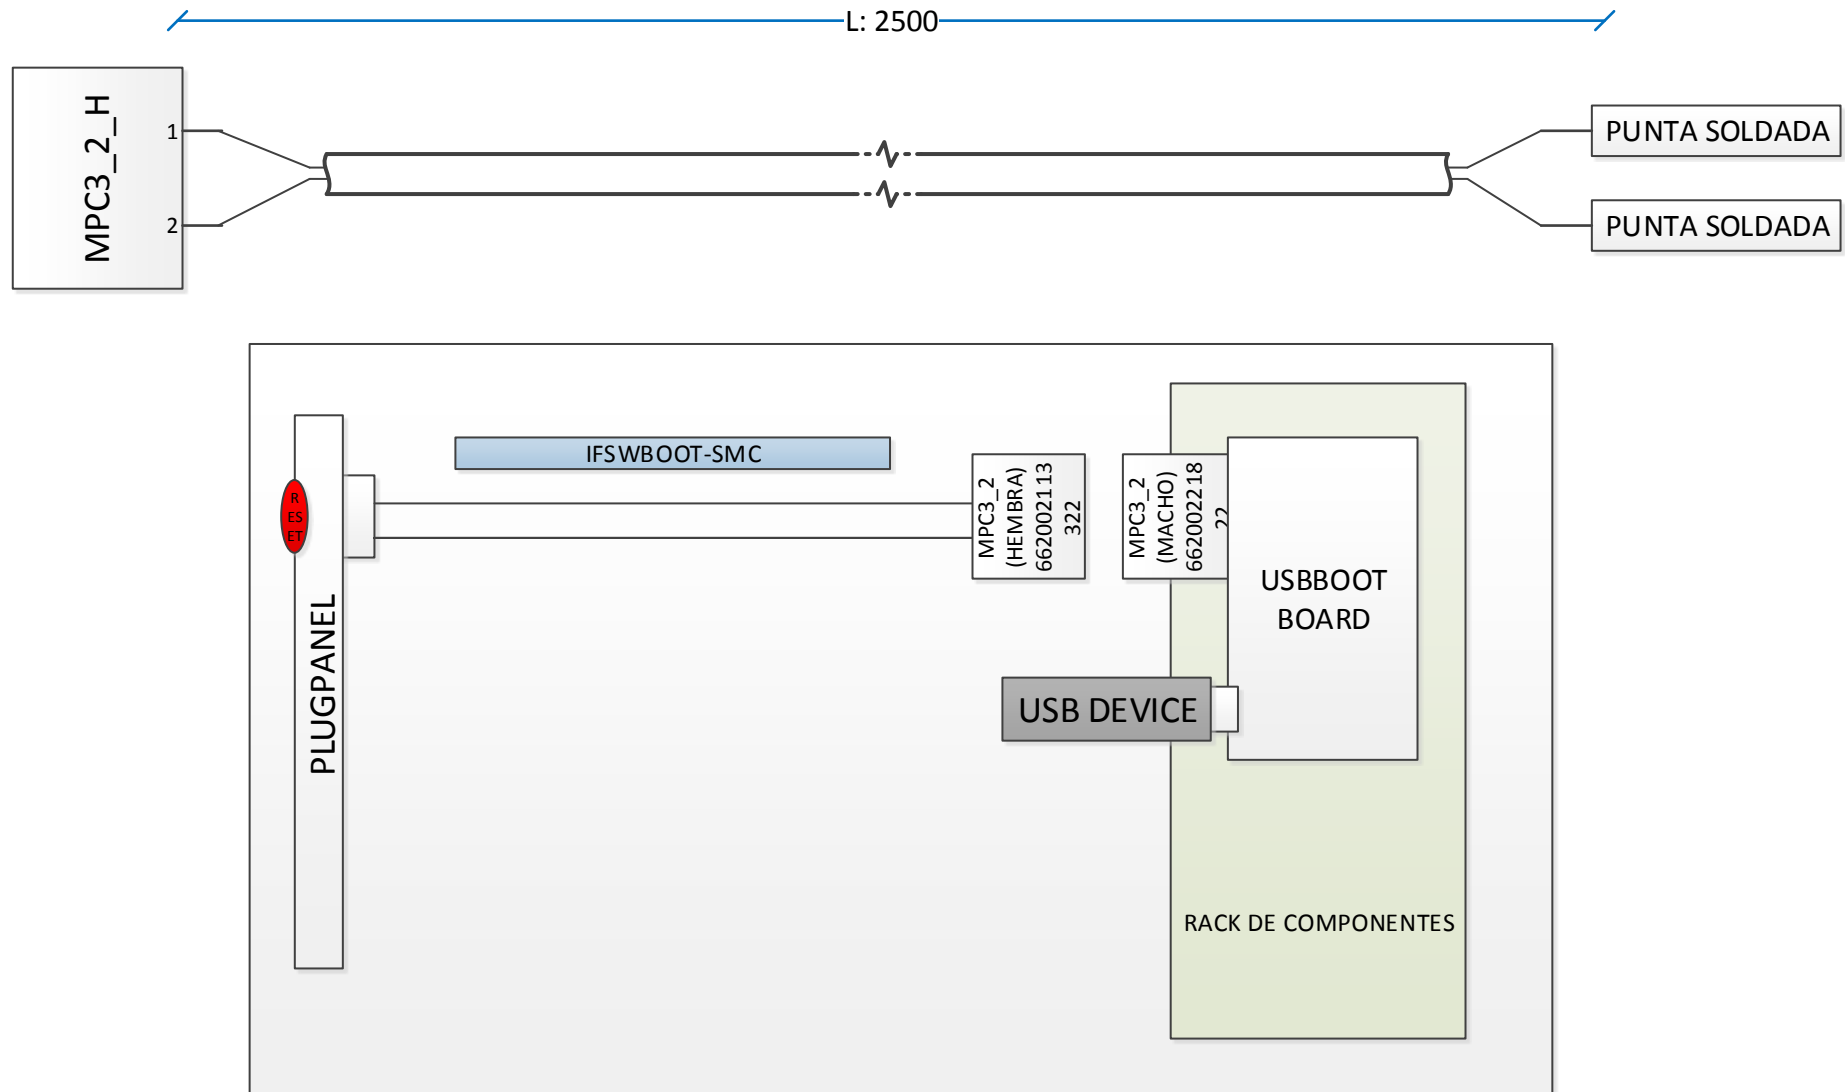 L: 2500
MPC3_2_H
1
2
PUNTA SOLDADA
PUNTA SOLDADA
IFSWBOOT-SMC
R
ES
ET
PLUGPANEL
MPC3_2
(HEMBRA)
662002113
322
MPC3_2
(MACHO)
662002218
22
USBBOOT
BOARD
USB DEVICE
RACK DE COMPONENTES